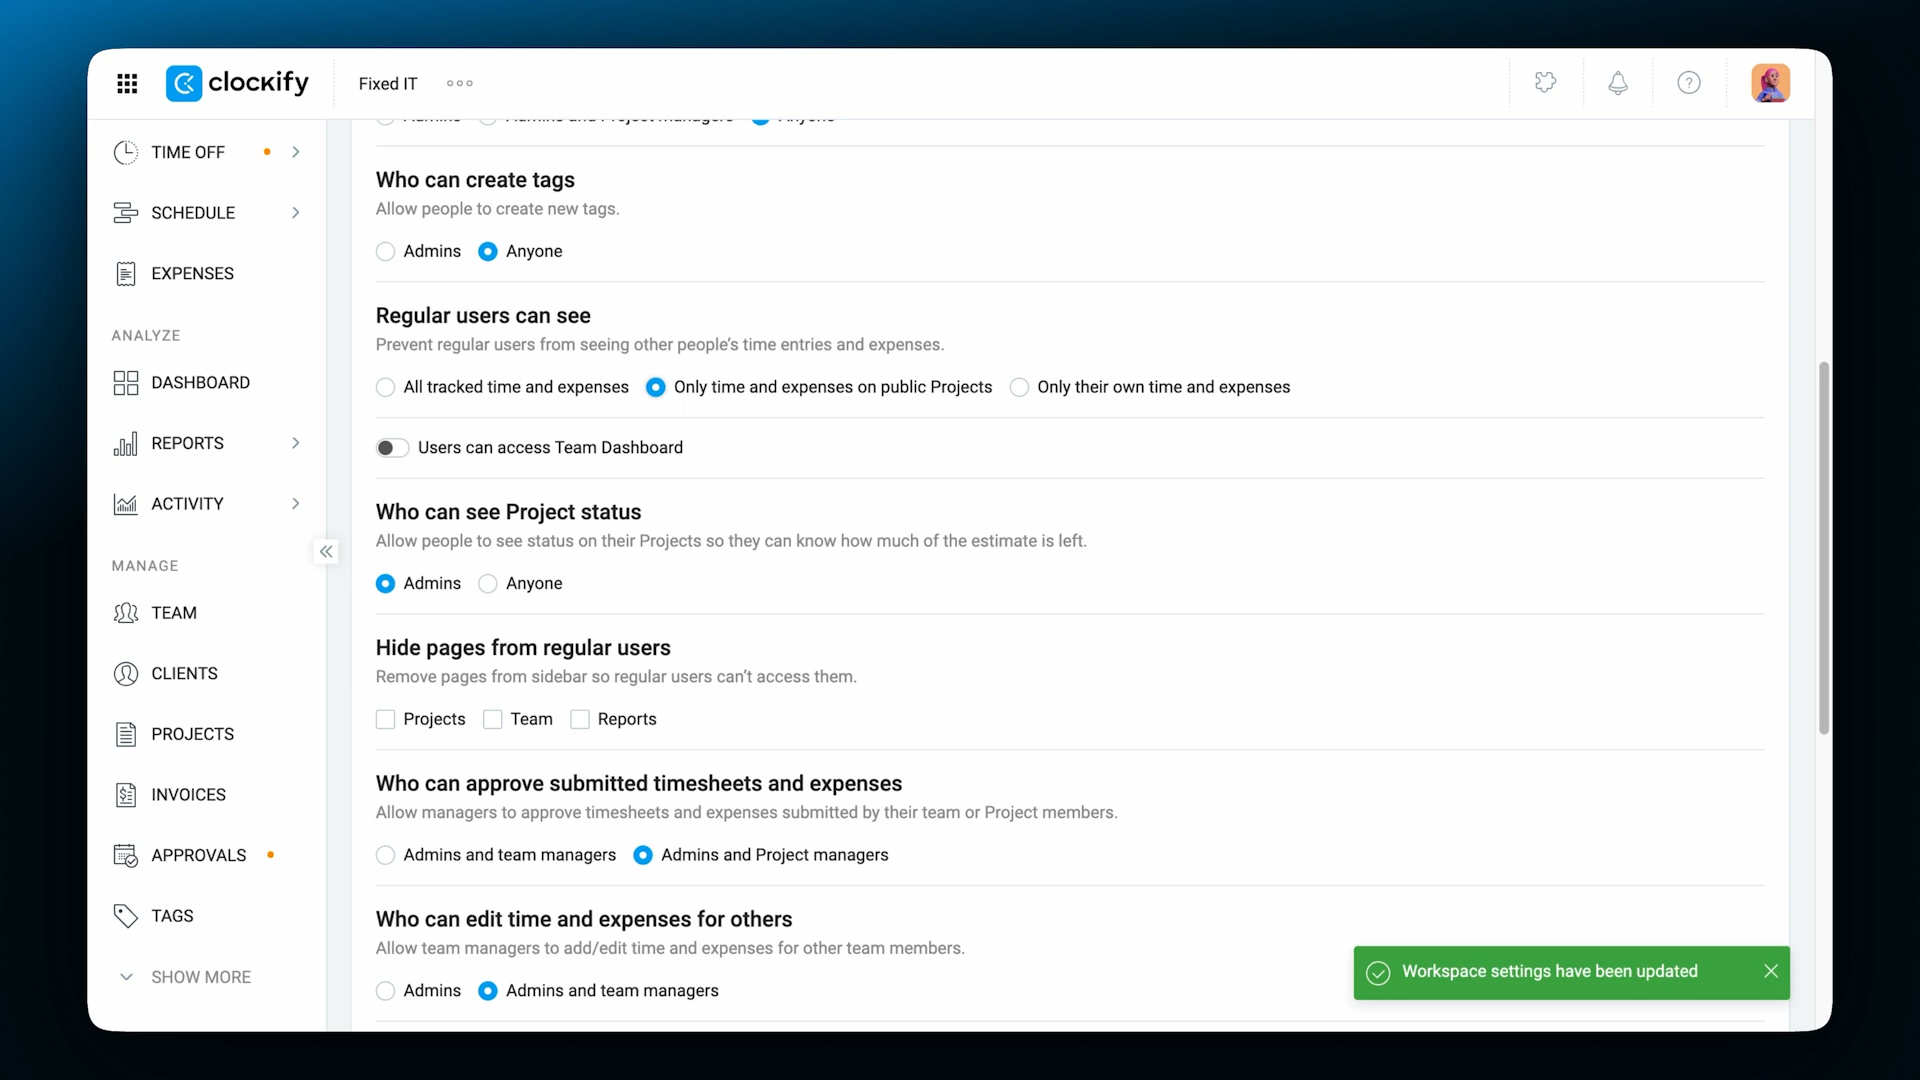 clockify
Fixed IT
TIME OFF
SCHEDULE
EXPENSES
ANALYZE
DASHBOARD
REPORTS
ACTIVITY
MANAGE
TEAM
CLIENTS
PROJECTS
INVOICES
APPROVALS
TAGS
SHOW MORE
Admins Admins and Project managers Anyone
Who can create tags
Allow people to create new tags.
Admins Anyone
Regular users can see
Prevent regular users from seeing other people's time entries and expenses.
All tracked time and expenses Only time and expenses on public Projects Only their own time and expenses
Users can access Team Dashboard
Who can see Project status
Allow people to see status on their Projects so they can know how much of the estimate is left.
Admins Anyone
Hide pages from regular users
Remove pages from sidebar so regular users can't access them.
Projects Team Reports
Who can approve submitted timesheets and expenses
Allow managers to approve timesheets and expenses submitted by their team or Project members.
Admins and team managers Admins and Project managers
Who can edit time and expenses for others
Allow team managers to add/edit time and expenses for other team members.
Admins Admins and team managers
Workspace settings have been updated